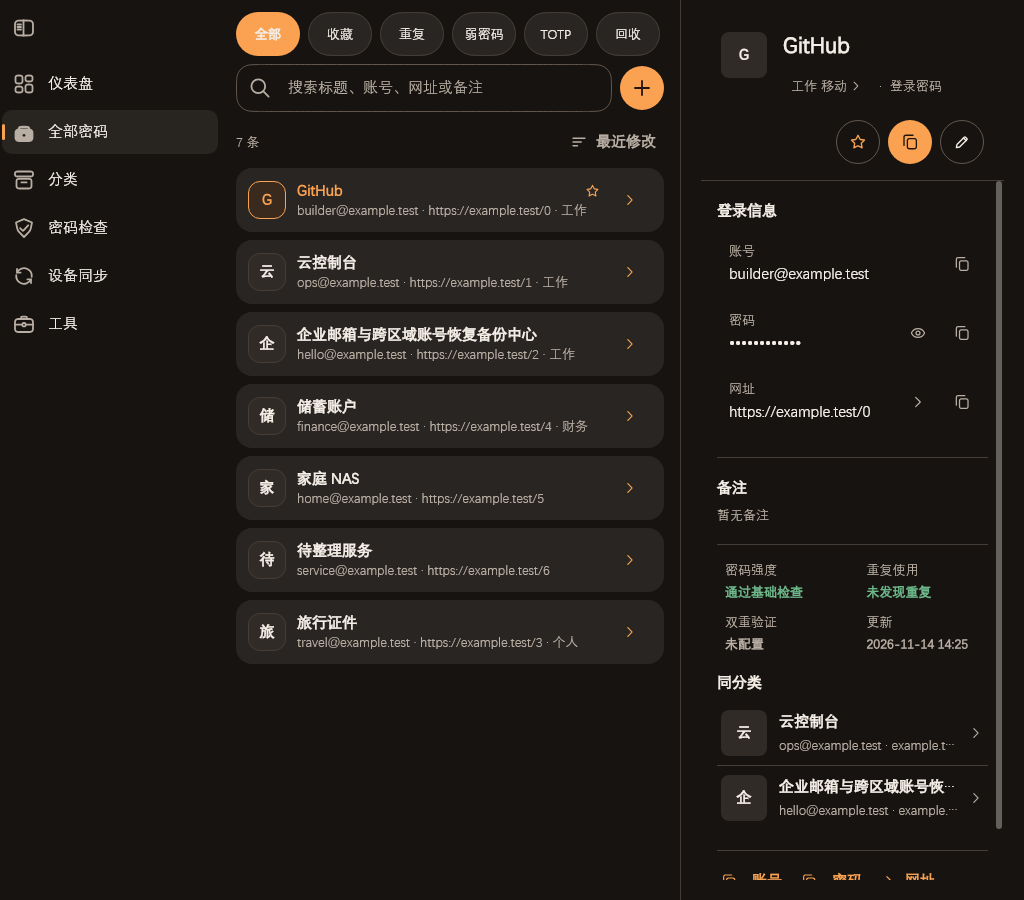 仪表盘
全部密码
分类
密码检查
设备同步
工具
全部 收藏 重复 弱密码 TOTP 回收
搜索标题、账号、网址或备注
7 条 最近修改
G GitHub
builder@example.test · https://example.test/0 · 工作
云 云控制台
ops@example.test · https://example.test/1 · 工作
企 企业邮箱与跨区域账号恢复备份中心
hello@example.test · https://example.test/2 · 工作
储 储蓄账户
finance@example.test · https://example.test/4 · 财务
家 家庭 NAS
home@example.test · https://example.test/5
待 待整理服务
service@example.test · https://example.test/6
旅 旅行证件
travel@example.test · https://example.test/3 · 个人
G GitHub
工作 移动 · 登录密码
登录信息
账号
builder@example.test
密码
••••••••••••
网址
https://example.test/0
备注
暂无备注
密码强度 重复使用
通过基础检查 未发现重复
双重验证 更新
未配置 2026-11-14 14:25
同分类
云 云控制台
ops@example.test · example.t···
企 企业邮箱与跨区域账号恢···
hello@example.test · example.···
账号 密码 网址